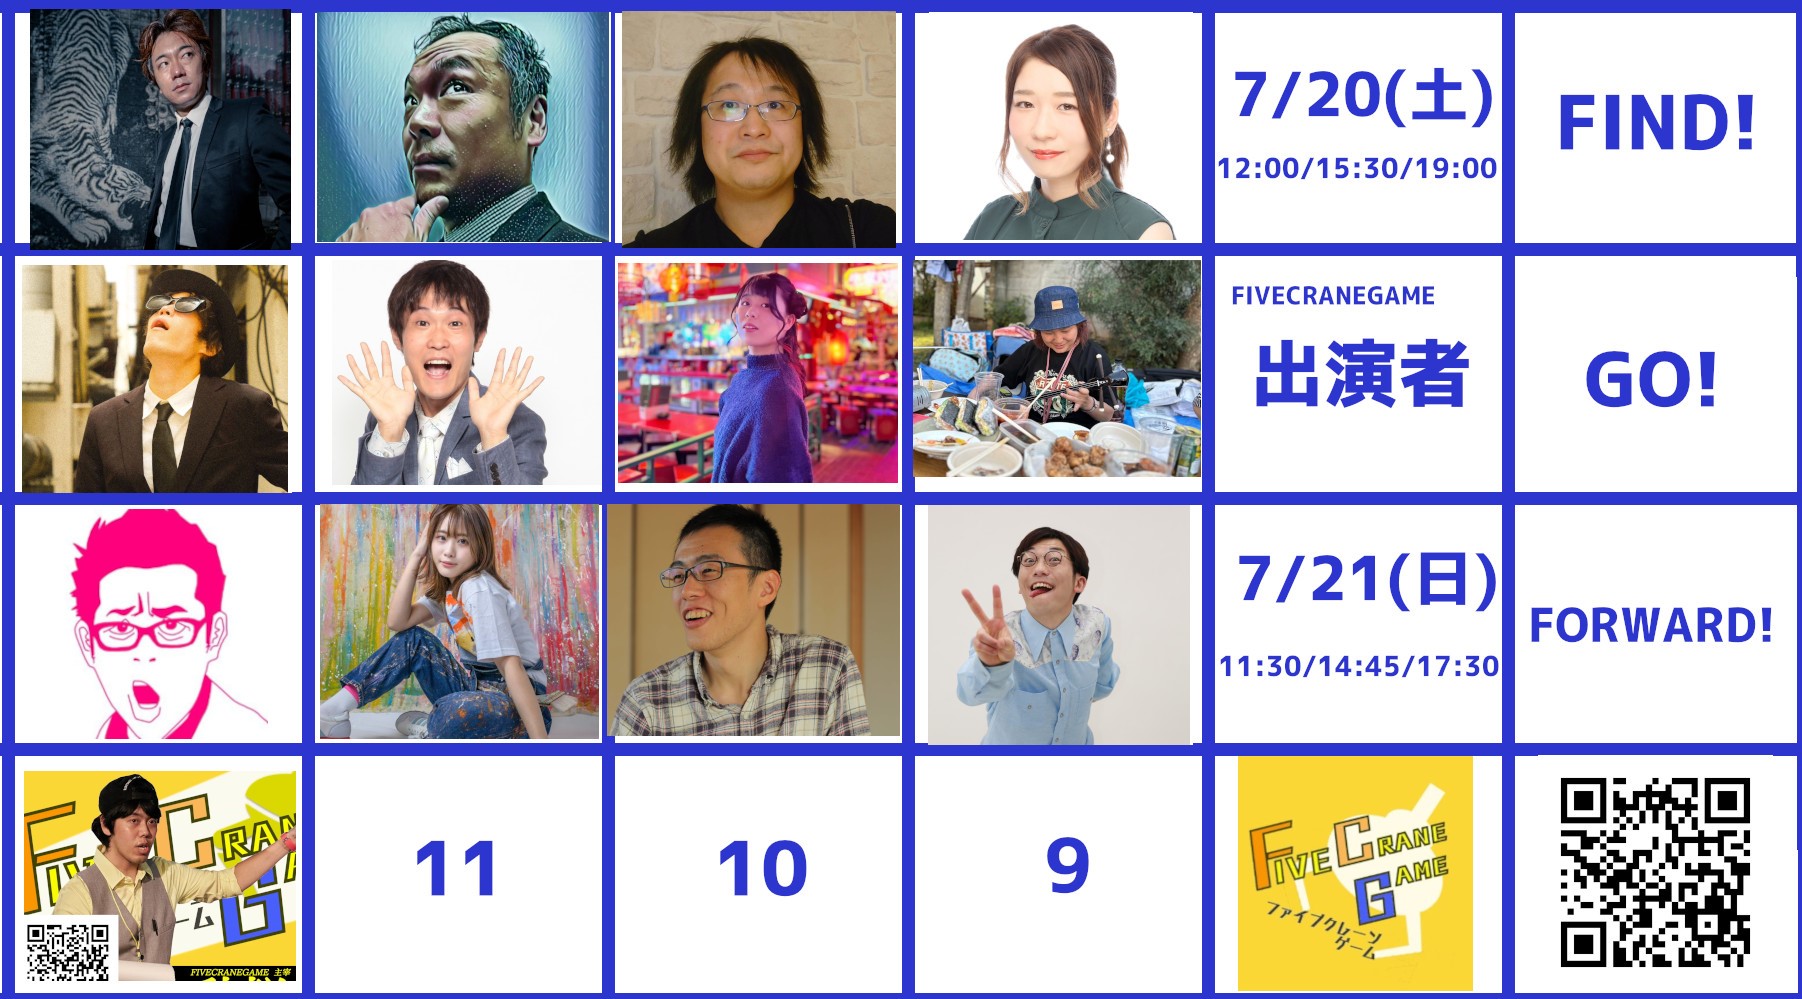 7/20(土)
12:00/15:30/19:00
FIND!
FIVECRANEGAME
出演者
GO!
7/21(日)
11:30/14:45/17:30
FORWARD!
FIVECRANEGAME 主宰
11
10
9
FIVE CRANE
GAME
ファイブクレーン
ゲーム